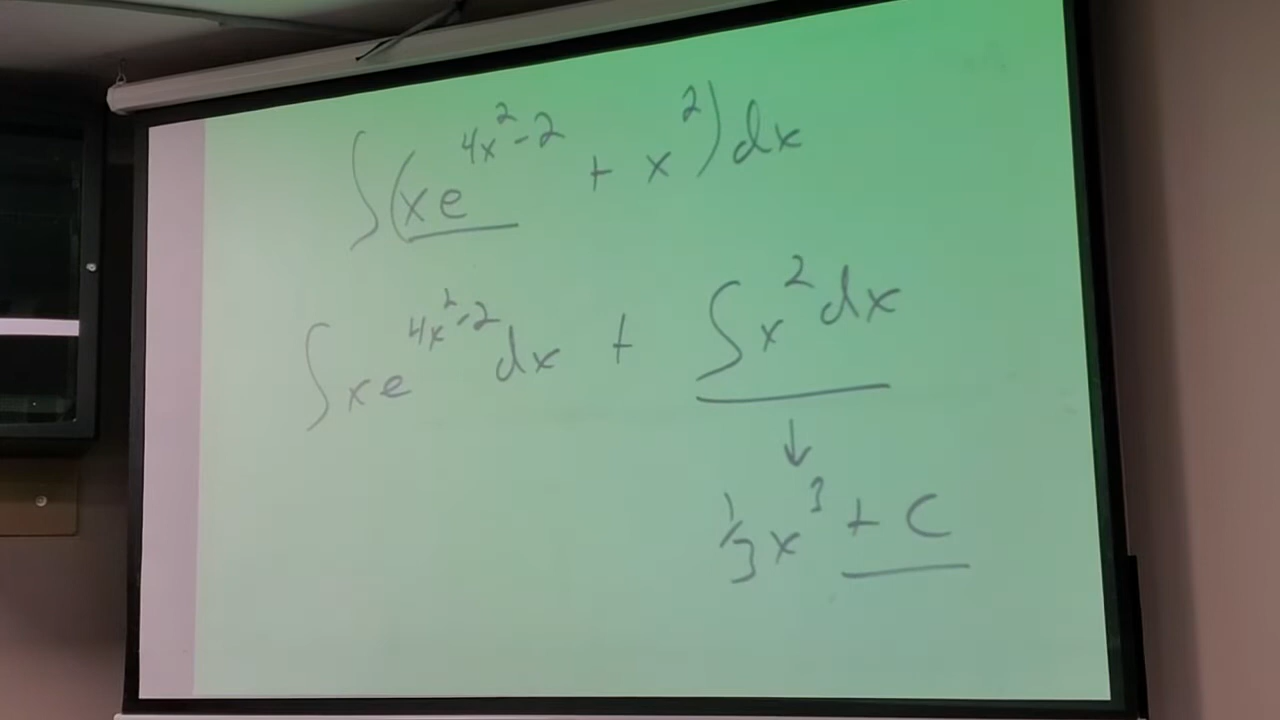 ∫(xe^{4x²-2} + x²)dx
∫xe^{4x²-2}dx + ∫x²dx
↓
⅓x³ + C